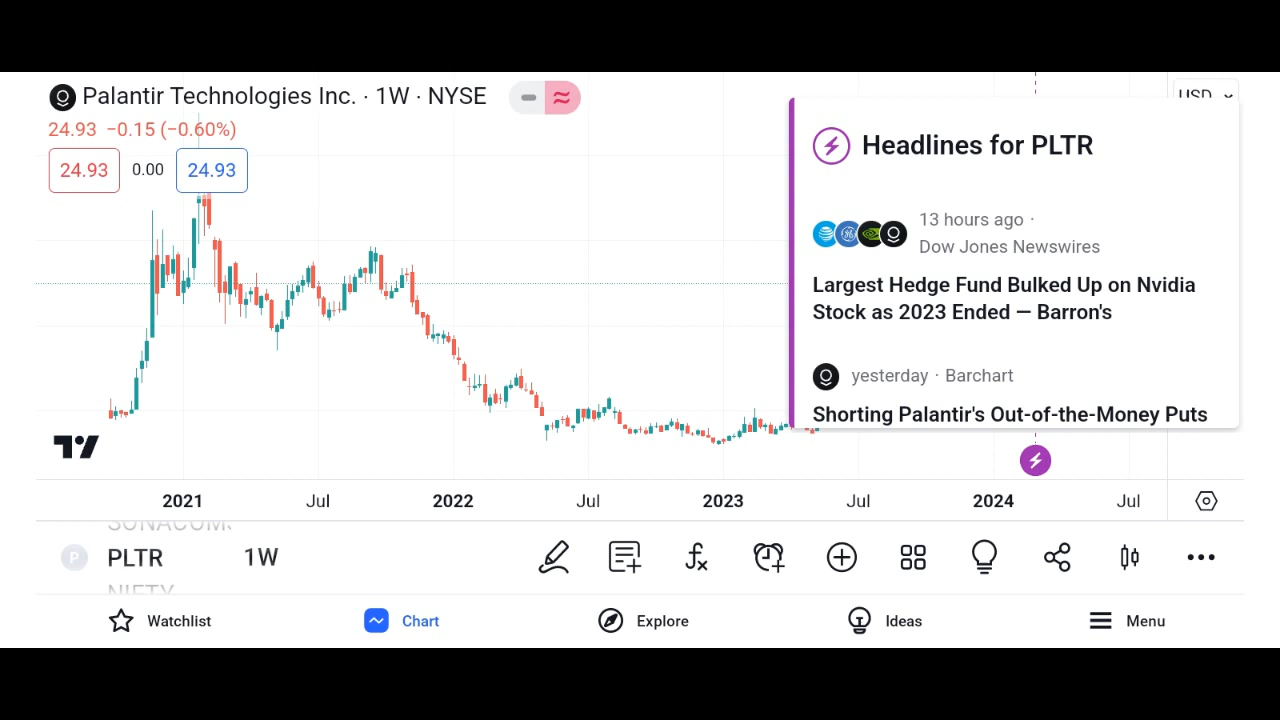 Palantir Technologies Inc. · 1W · NYSE
USD
24.93 −0.15 (−0.60%)
24.93 0.00 24.93
Headlines for PLTR
13 hours ago ·
Dow Jones Newswires
Largest Hedge Fund Bulked Up on Nvidia
Stock as 2023 Ended — Barron's
yesterday · Barchart
Shorting Palantir's Out-of-the-Money Puts
2021 Jul 2022 Jul 2023 Jul 2024 Jul
P PLTR 1W
NIFTY
Watchlist Chart Explore Ideas Menu